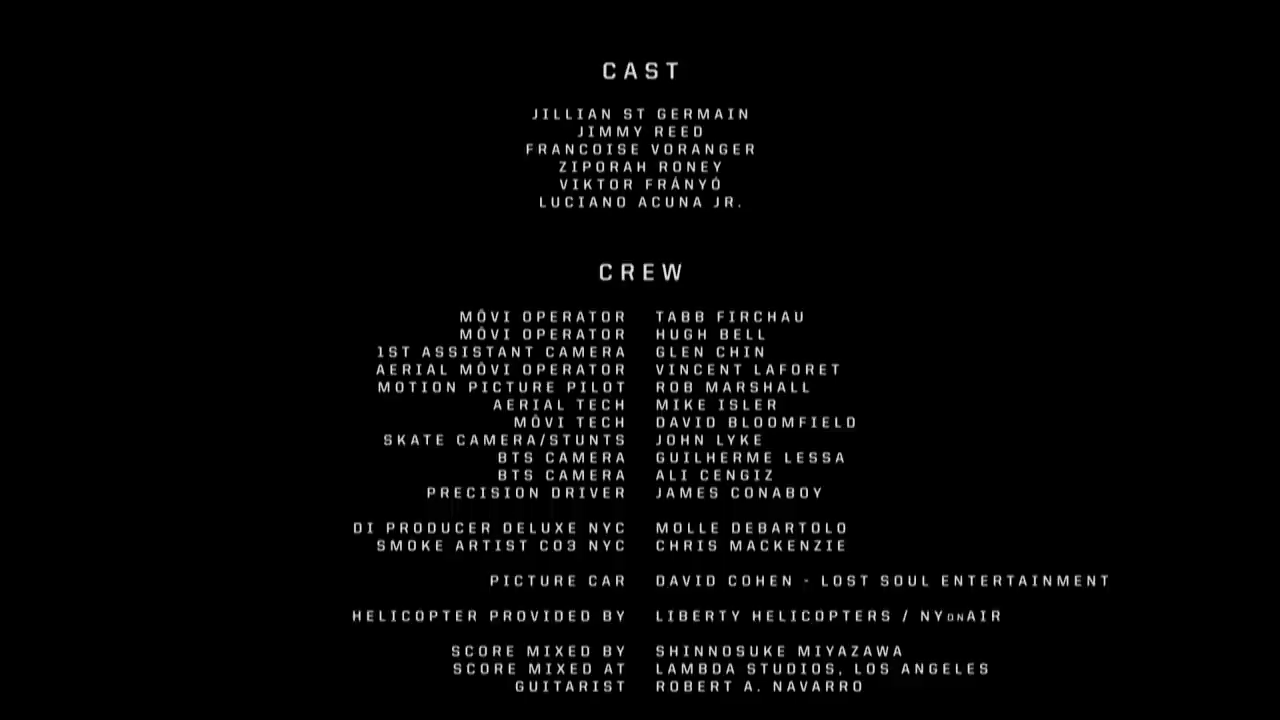 CAST
JILLIAN ST GERMAIN
JIMMY REED
FRANCOISE VORANGER
ZIPORAH RONEY
VIKTOR FRÁNYÓ
LUCIANO ACUNA JR.
CREW
MŌVI OPERATOR TABB FIRCHAU
MŌVI OPERATOR HUGH BELL
1ST ASSISTANT CAMERA GLEN CHIN
AERIAL MŌVI OPERATOR VINCENT LAFORET
MOTION PICTURE PILOT ROB MARSHALL
AERIAL TECH MIKE ISLER
MŌVI TECH DAVID BLOOMFIELD
SKATE CAMERA/STUNTS JOHN LYKE
BTS CAMERA GUILHERME LESSA
BTS CAMERA ALI CENGIZ
PRECISION DRIVER JAMES CONABOY
DI PRODUCER DELUXE NYC MOLLE DEBARTOLO
SMOKE ARTIST CO3 NYC CHRIS MACKENZIE
PICTURE CAR DAVID COHEN - LOST SOUL ENTERTAINMENT
HELICOPTER PROVIDED BY LIBERTY HELICOPTERS / NYONAIR
SCORE MIXED BY SHINNOSUKE MIYAZAWA
SCORE MIXED AT LAMBDA STUDIOS, LOS ANGELES
GUITARIST ROBERT A. NAVARRO